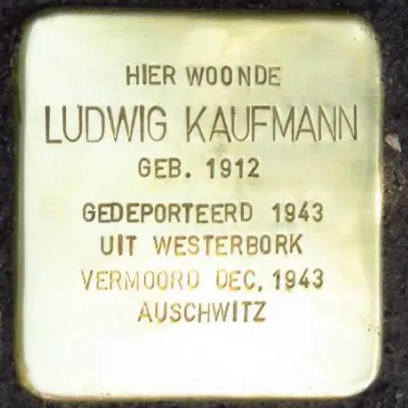 HIER WOONDE
LUDWIG KAUFMANN
GEB. 1912
GEDEPORTEERD 1943
UIT WESTERBORK
VERMOORD DEC, 1943
AUSCHWITZ